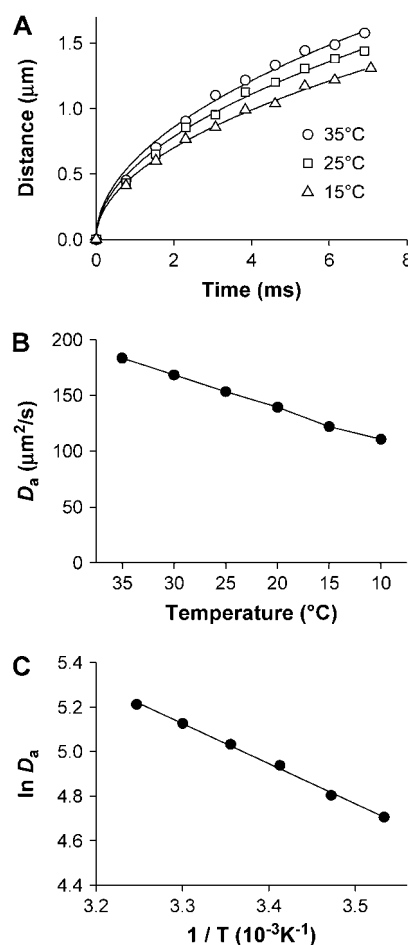 A
Distance (μm)
1.5
1.0
0.5
0.0
35°C
25°C
15°C
0 2 4 6 8
Time (ms)
B
Da (μm²/s)
200
150
100
50
0
35 30 25 20 15 10
Temperature (°C)
C
ln Da
5.4
5.2
5.0
4.8
4.6
4.4
3.2 3.3 3.4 3.5
1 / T (10⁻³K⁻¹)